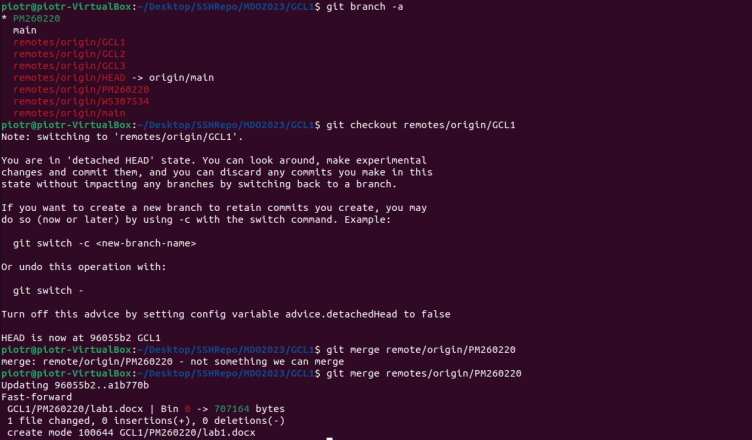 piotr@piotr-VirtualBox:~/Desktop/SSHRepo/MDO2023/GCL1$ git branch -a
* PM260220
  main
  remotes/origin/GCL1
  remotes/origin/GCL2
  remotes/origin/GCL3
  remotes/origin/HEAD -> origin/main
  remotes/origin/PM260220
  remotes/origin/WS307534
  remotes/origin/main
piotr@piotr-VirtualBox:~/Desktop/SSHRepo/MDO2023/GCL1$ git checkout remotes/origin/GCL1
Note: switching to 'remotes/origin/GCL1'.

You are in 'detached HEAD' state. You can look around, make experimental
changes and commit them, and you can discard any commits you make in this
state without impacting any branches by switching back to a branch.

If you want to create a new branch to retain commits you create, you may
do so (now or later) by using -c with the switch command. Example:

  git switch -c <new-branch-name>

Or undo this operation with:

  git switch -

Turn off this advice by setting config variable advice.detachedHead to false

HEAD is now at 96055b2 GCL1
piotr@piotr-VirtualBox:~/Desktop/SSHRepo/MDO2023/GCL1$ git merge remote/origin/PM260220
merge: remote/origin/PM260220 - not something we can merge
piotr@piotr-VirtualBox:~/Desktop/SSHRepo/MDO2023/GCL1$ git merge remotes/origin/PM260220
Updating 96055b2..a1b770b
Fast-forward
 GCL1/PM260220/lab1.docx | Bin 0 -> 707164 bytes
 1 file changed, 0 insertions(+), 0 deletions(-)
 create mode 100644 GCL1/PM260220/lab1.docx